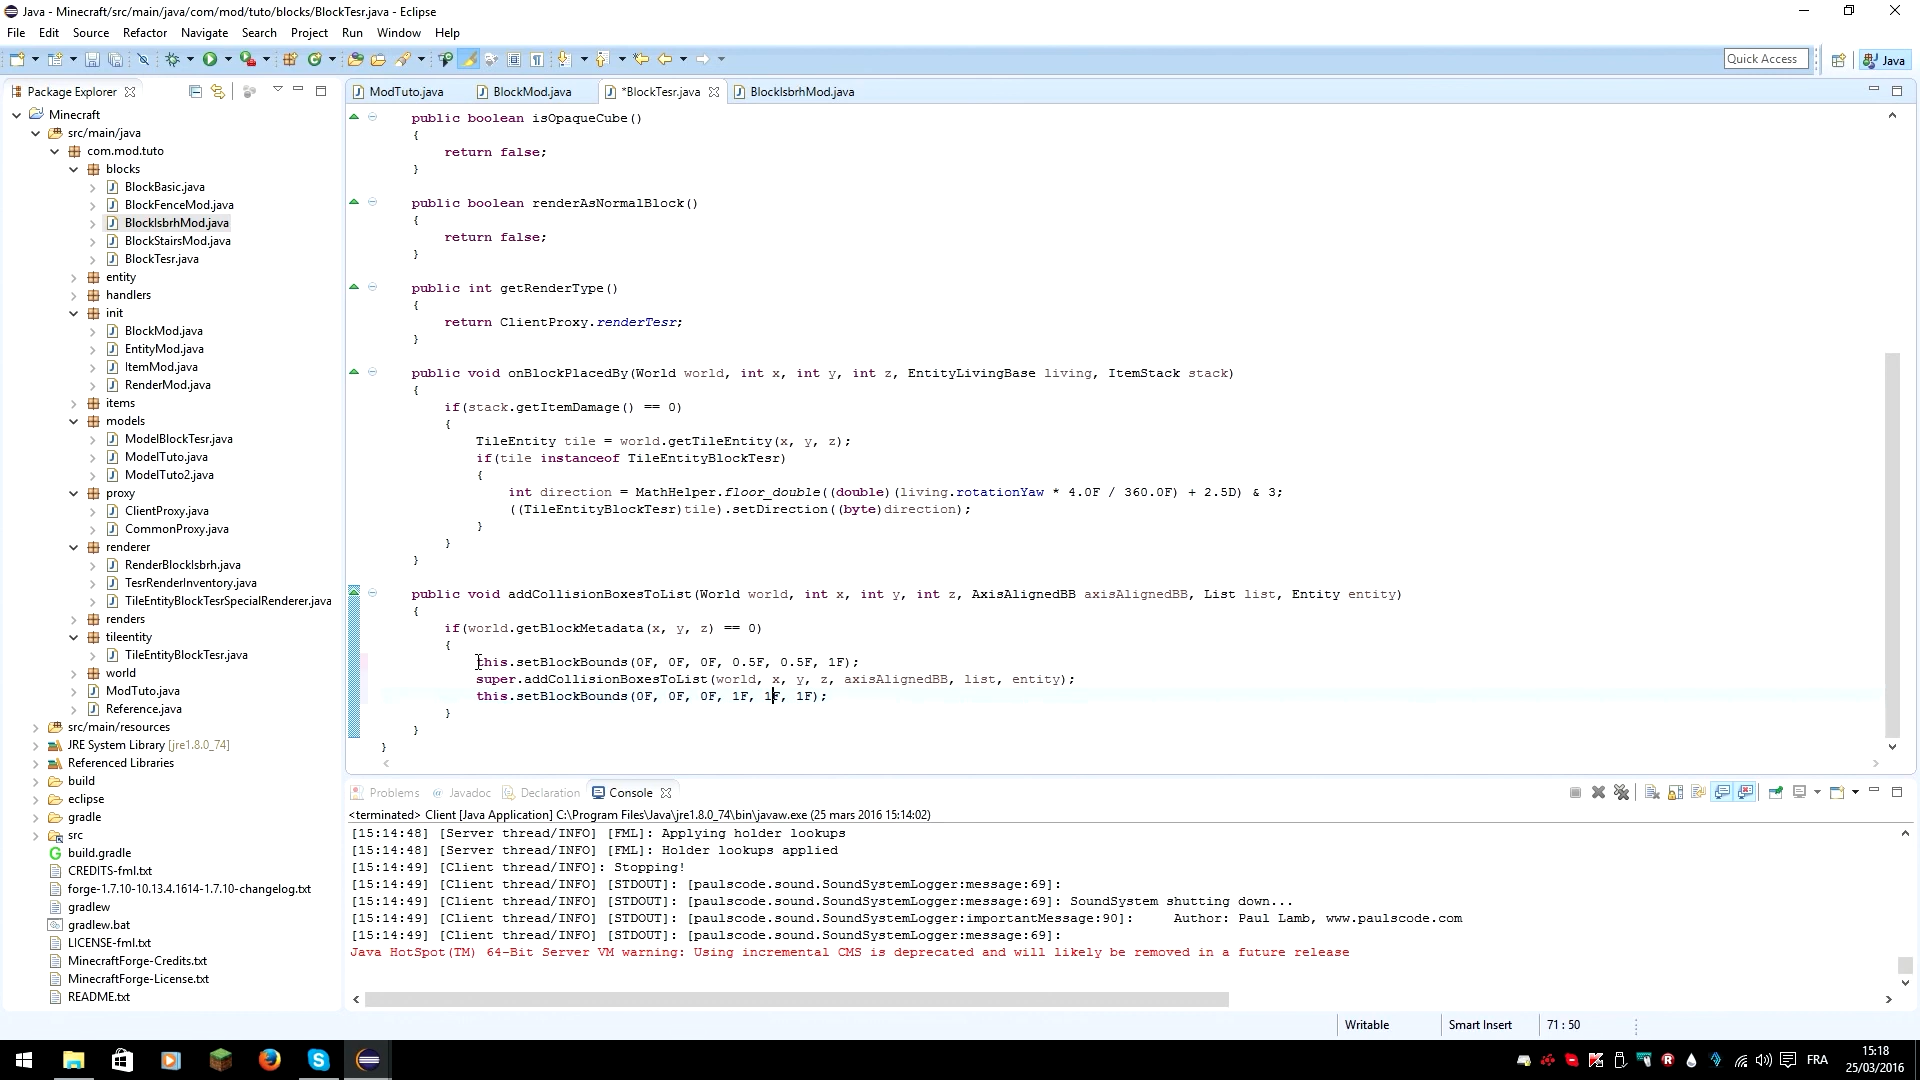 Java - Minecraft/src/main/java/com/mod/tuto/blocks/BlockTesr.java - Eclipse
File Edit Source Refactor Navigate Search Project Run Window Help
Quick Access
Java
Package Explorer
ModTuto.java
BlockMod.java
*BlockTesr.java
BlockIsbrhMod.java
Minecraft
src/main/java
com.mod.tuto
blocks
BlockBasic.java
BlockFenceMod.java
BlockIsbrhMod.java
BlockStairsMod.java
BlockTesr.java
entity
handlers
init
BlockMod.java
EntityMod.java
ItemMod.java
RenderMod.java
items
models
ModelBlockTesr.java
ModelTuto.java
ModelTuto2.java
proxy
ClientProxy.java
CommonProxy.java
renderer
RenderBlockIsbrh.java
TesrRenderInventory.java
TileEntityBlockTesrSpecialRenderer.java
renders
tileentity
TileEntityBlockTesr.java
world
ModTuto.java
Reference.java
src/main/resources
JRE System Library [jre1.8.0_74]
Referenced Libraries
build
eclipse
gradle
src
build.gradle
CREDITS-fml.txt
forge-1.7.10-10.13.4.1614-1.7.10-changelog.txt
gradlew
gradlew.bat
LICENSE-fml.txt
MinecraftForge-Credits.txt
MinecraftForge-License.txt
README.txt
public boolean isOpaqueCube()
{
return false;
}
public boolean renderAsNormalBlock()
{
return false;
}
public int getRenderType()
{
return ClientProxy.renderTesr;
}
public void onBlockPlacedBy(World world, int x, int y, int z, EntityLivingBase living, ItemStack stack)
{
if(stack.getItemDamage() == 0)
{
TileEntity tile = world.getTileEntity(x, y, z);
if(tile instanceof TileEntityBlockTesr)
{
int direction = MathHelper.floor_double((double)(living.rotationYaw * 4.0F / 360.0F) + 2.5D) & 3;
((TileEntityBlockTesr)tile).setDirection((byte)direction);
}
}
}
public void addCollisionBoxesToList(World world, int x, int y, int z, AxisAlignedBB axisAlignedBB, List list, Entity entity)
{
if(world.getBlockMetadata(x, y, z) == 0)
{
this.setBlockBounds(0F, 0F, 0F, 0.5F, 0.5F, 1F);
super.addCollisionBoxesToList(world, x, y, z, axisAlignedBB, list, entity);
this.setBlockBounds(0F, 0F, 0F, 1F, 1F, 1F);
}
}
}
Problems @ Javadoc Declaration Console
<terminated> Client [Java Application] C:\Program Files\Java\jre1.8.0_74\bin\javaw.exe (25 mars 2016 15:14:02)
[15:14:48] [Server thread/INFO] [FML]: Applying holder lookups
[15:14:48] [Server thread/INFO] [FML]: Holder lookups applied
[15:14:49] [Client thread/INFO]: Stopping!
[15:14:49] [Client thread/INFO] [STDOUT]: [paulscode.sound.SoundSystemLogger:message:69]:
[15:14:49] [Client thread/INFO] [STDOUT]: [paulscode.sound.SoundSystemLogger:message:69]: SoundSystem shutting down...
[15:14:49] [Client thread/INFO] [STDOUT]: [paulscode.sound.SoundSystemLogger:importantMessage:90]: Author: Paul Lamb, www.paulscode.com
[15:14:49] [Client thread/INFO] [STDOUT]: [paulscode.sound.SoundSystemLogger:message:69]:
Java HotSpot(TM) 64-Bit Server VM warning: Using incremental CMS is deprecated and will likely be removed in a future release
Writable
Smart Insert
71 : 50
FRA
15:18
25/03/2016